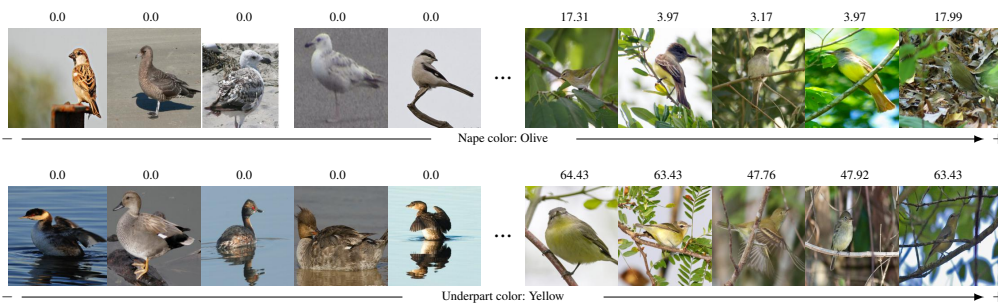 0.0 0.0 0.0 0.0 0.0 17.31 3.97 3.17 3.97 17.99
...
— Nape color: Olive +
0.0 0.0 0.0 0.0 0.0 64.43 63.43 47.76 47.92 63.43
...
— Underpart color: Yellow +